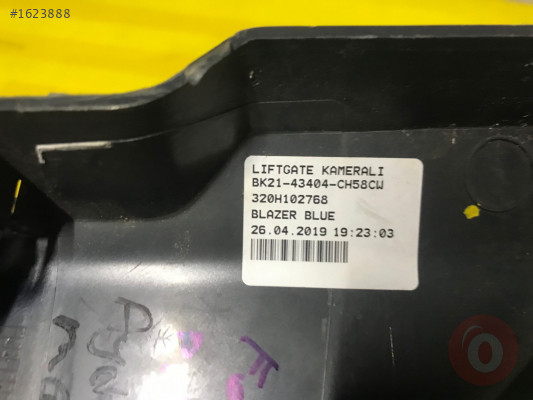 #1623888
LIFTGATE KAMERALI
BK21-43404-CH58CW
320H102768
BLAZER BLUE
26.04.2019 19:23:03